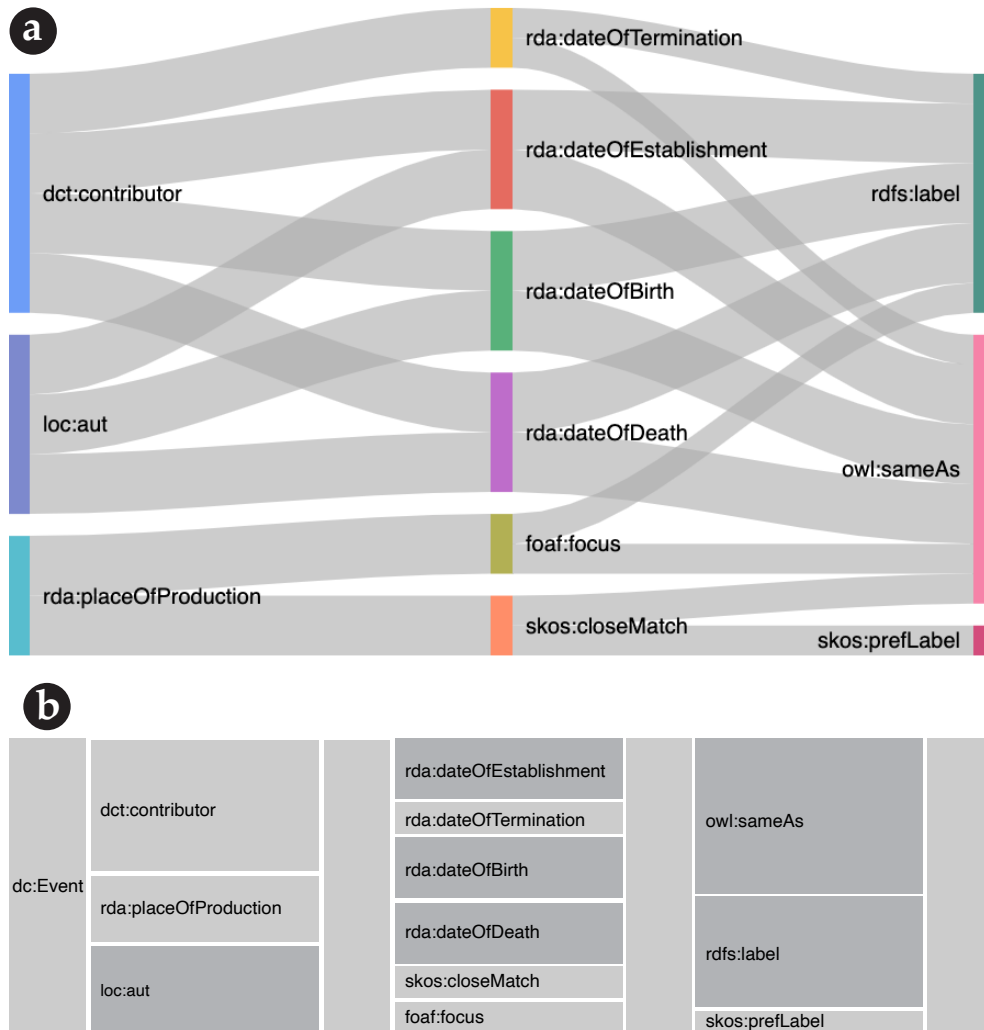 a
rda:dateOfTermination
rda:dateOfEstablishment
dct:contributor
rdfs:label
rda:dateOfBirth
loc:aut
rda:dateOfDeath
owl:sameAs
foaf:focus
rda:placeOfProduction
skos:closeMatch
skos:prefLabel
b
dc:Event
dct:contributor
rda:placeOfProduction
loc:aut
rda:dateOfEstablishment
rda:dateOfTermination
rda:dateOfBirth
rda:dateOfDeath
skos:closeMatch
foaf:focus
owl:sameAs
rdfs:label
skos:prefLabel